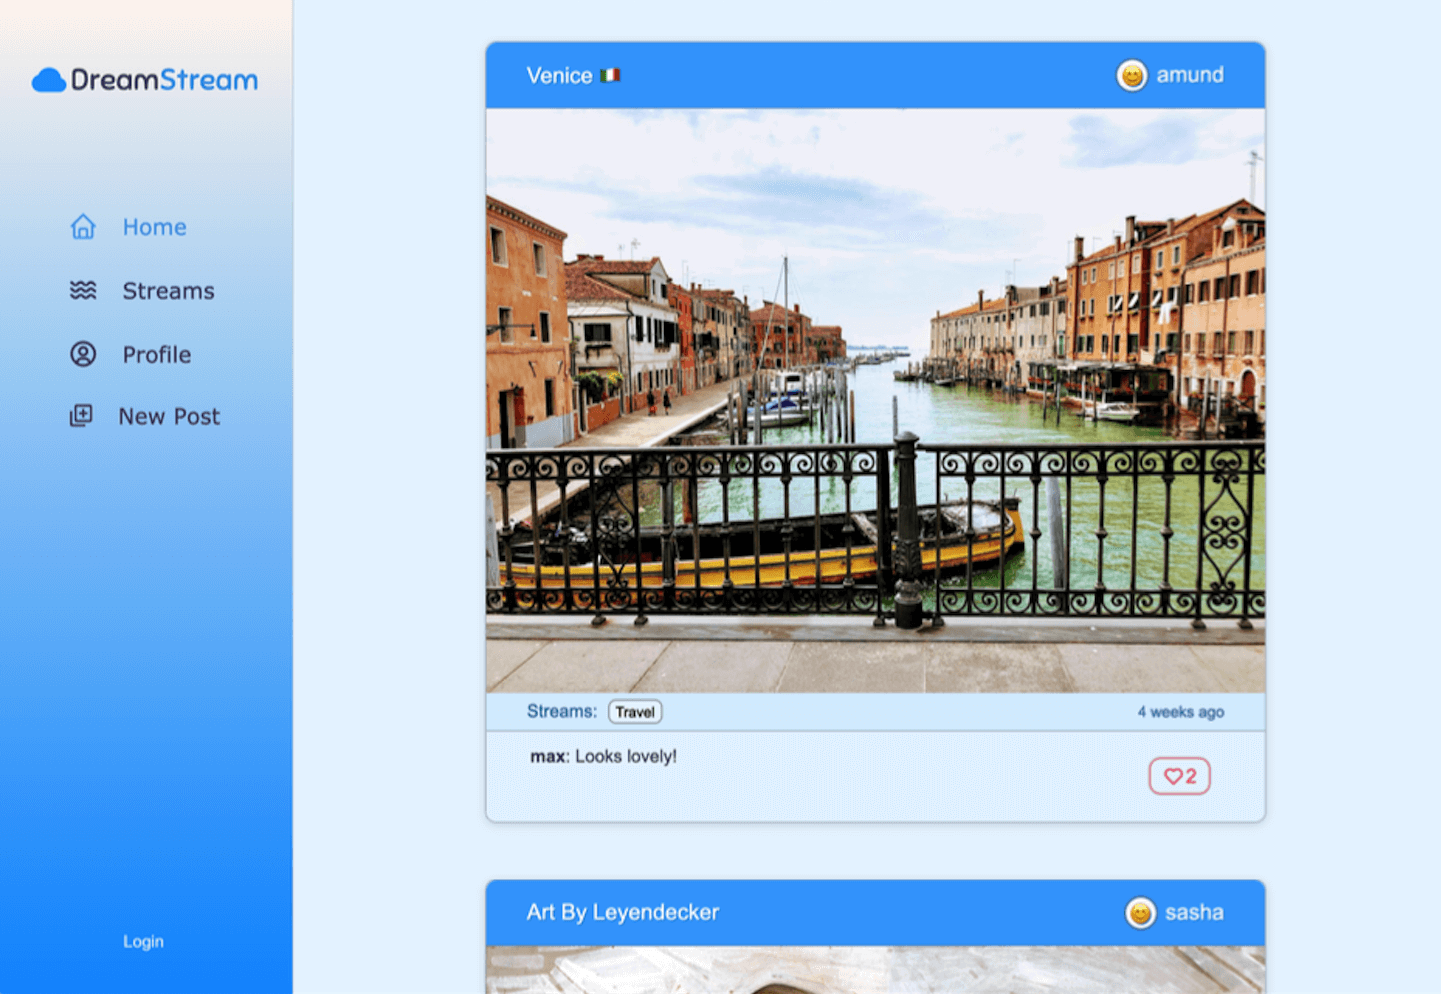 DreamStream
Home
Streams
Profile
New Post
Login
Venice 🇮🇹
amund
Streams: Travel
4 weeks ago
max: Looks lovely!
2
Art By Leyendecker
sasha